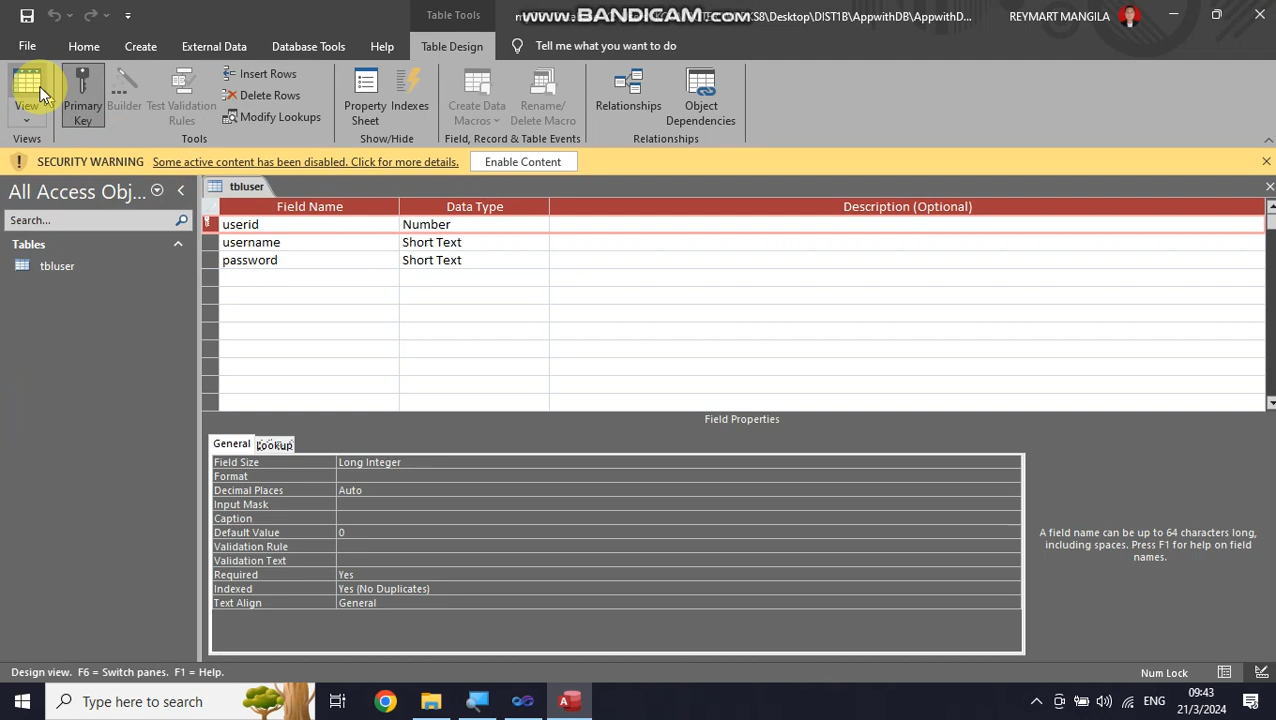 Table Tools
www.BANDICAM.com
KS8\Desktop\DIST1B\AppwithDB\AppwithD...
REYMART MANGILA
File
Home
Create
External Data
Database Tools
Help
Table Design
Tell me what you want to do
View
Primary
Key
Builder
Test Validation
Rules
Insert Rows
Delete Rows
Modify Lookups
Property
Sheet
Indexes
Create Data
Macros
Rename/
Delete Macro
Relationships
Object
Dependencies
Views
Tools
Show/Hide
Field, Record & Table Events
Relationships
SECURITY WARNING Some active content has been disabled. Click for more details. Enable Content
All Access Obj...
Search...
Tables
tbluser
tbluser
Field Name Data Type Description (Optional)
userid Number
username Short Text
password Short Text
Field Properties
General Lookup
Field Size Long Integer
Format
Decimal Places Auto
Input Mask
Caption
Default Value 0
Validation Rule
Validation Text
Required Yes
Indexed Yes (No Duplicates)
Text Align General
A field name can be up to 64 characters long,
including spaces. Press F1 for help on field
names.
Design view. F6 = Switch panes. F1 = Help.
Num Lock
Type here to search
ENG
09:43
21/3/2024